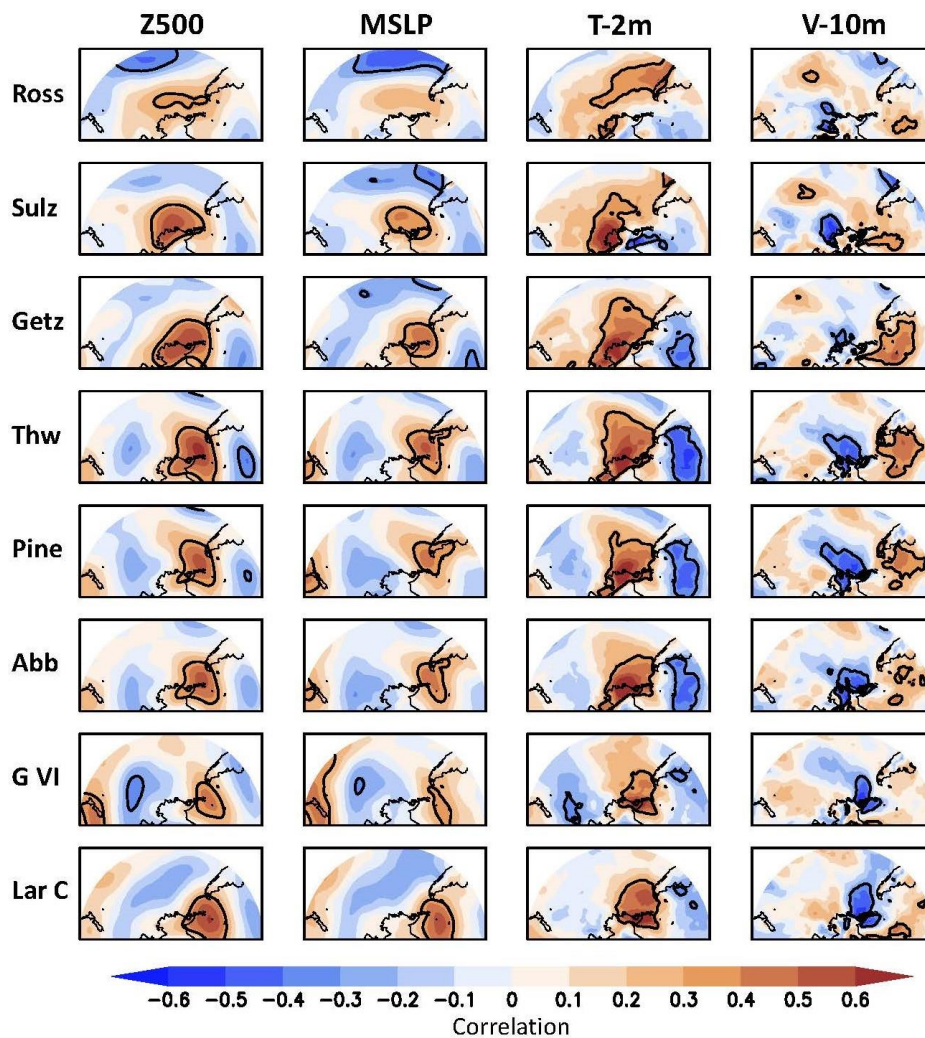 Z500 MSLP T-2m V-10m
Ross
Sulz
Getz
Thw
Pine
Abb
G VI
Lar C
−0.6 −0.5 −0.4 −0.3 −0.2 −0.1 0 0.1 0.2 0.3 0.4 0.5 0.6
Correlation